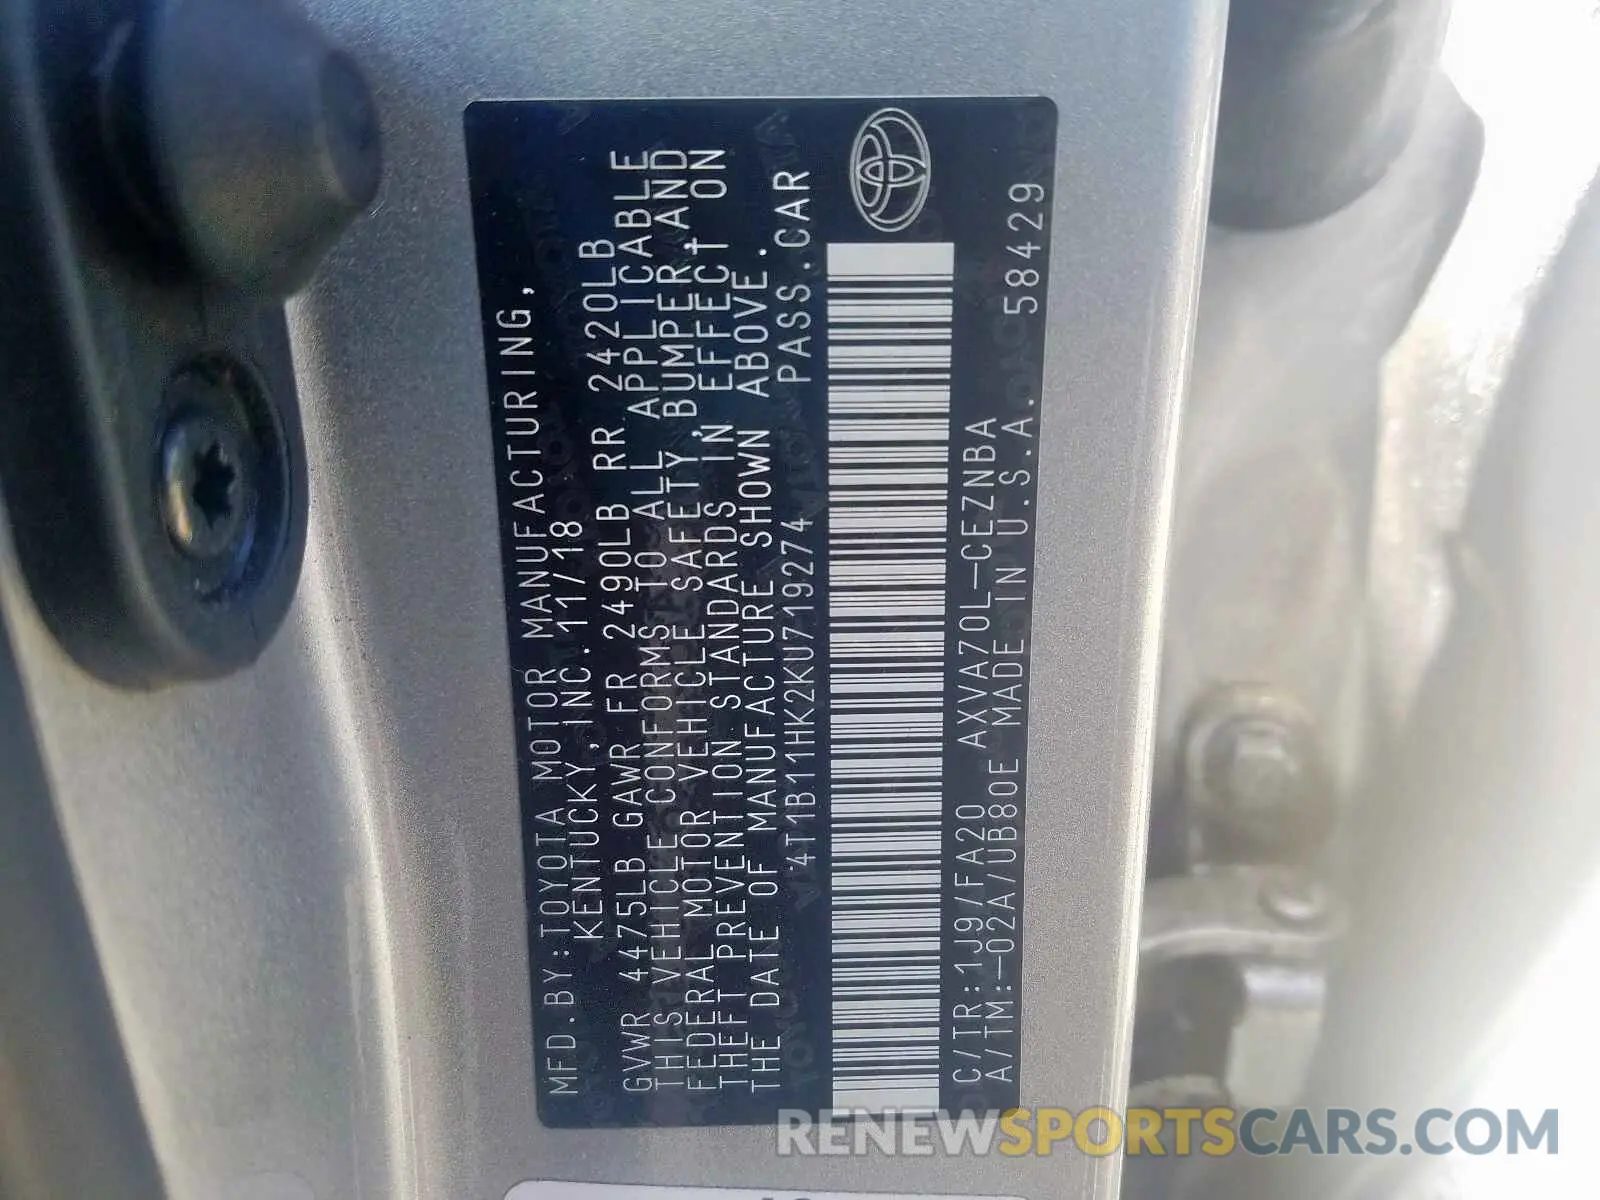 MFD.BY:TOYOTA MOTOR MANUFACTURING,
KENTUCKY, INC. 11/18
GVWR 4475LB GAWR FR 2490LB RR 2420LB
THIS VEHICLE CONFORMS TO ALL APPLICABLE
FEDERAL MOTOR VEHICLE SAFETY, BUMPER, AND
THEFT PREVENTION STANDARDS IN EFFECT ON
THE DATE OF MANUFACTURE SHOWN ABOVE.
4T1B11HK2KU719274 PASS.CAR
C/TR:1J9/FA20 AXVA70L-CEZNBA
A/TM:-02A/UB80E MADE IN U.S.A. 58429
RENEWSPORTSCARS.COM